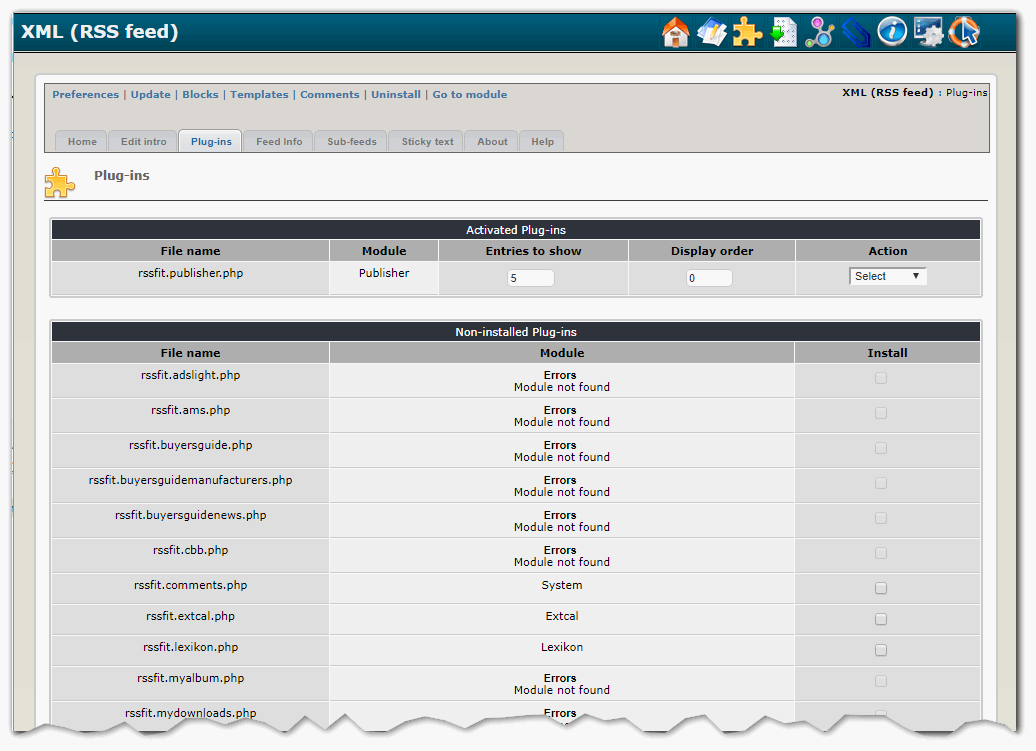 XML (RSS feed)
Preferences | Update | Blocks | Templates | Comments | Uninstall | Go to module
XML (RSS feed) : Plug-ins
Home Edit intro Plug-ins Feed Info Sub-feeds Sticky text About Help
Plug-ins
Activated Plug-ins
File name Module Entries to show Display order Action
rssfit.publisher.php Publisher 5 0 Select
Non-installed Plug-ins
File name Module Install
rssfit.adslight.php Errors
Module not found
rssfit.ams.php Errors
Module not found
rssfit.buyersguide.php Errors
Module not found
rssfit.buyersguidemanufacturers.php Errors
Module not found
rssfit.buyersguidenews.php Errors
Module not found
rssfit.cbb.php Errors
Module not found
rssfit.comments.php System
rssfit.extcal.php Extcal
rssfit.lexikon.php Lexikon
rssfit.myalbum.php Errors
Module not found
rssfit.mydownloads.php Errors